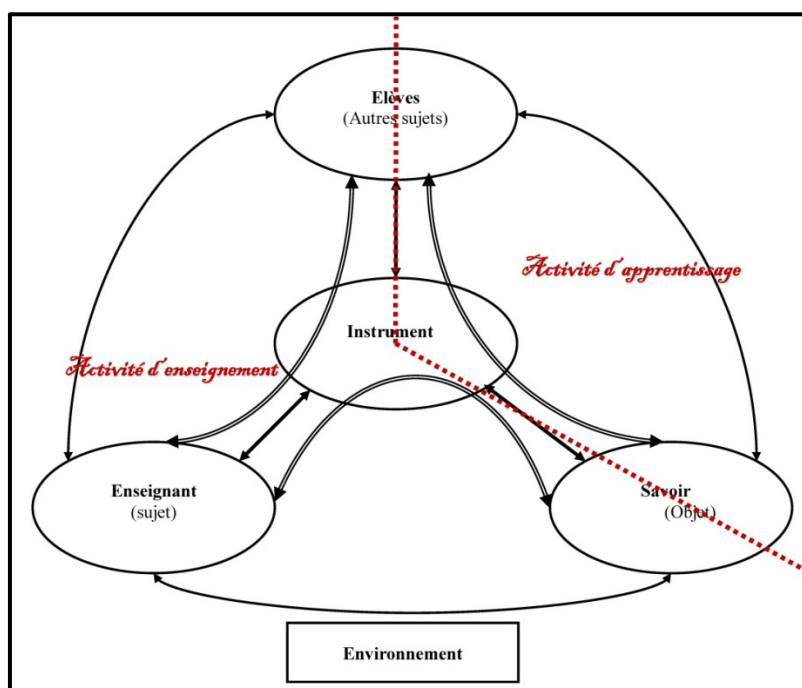 Elèves
(Autres sujets)
Activité d'apprentissage
Instrument
Activité d'enseignement
Enseignant
(sujet)
Savoir
(Objet)
Environnement